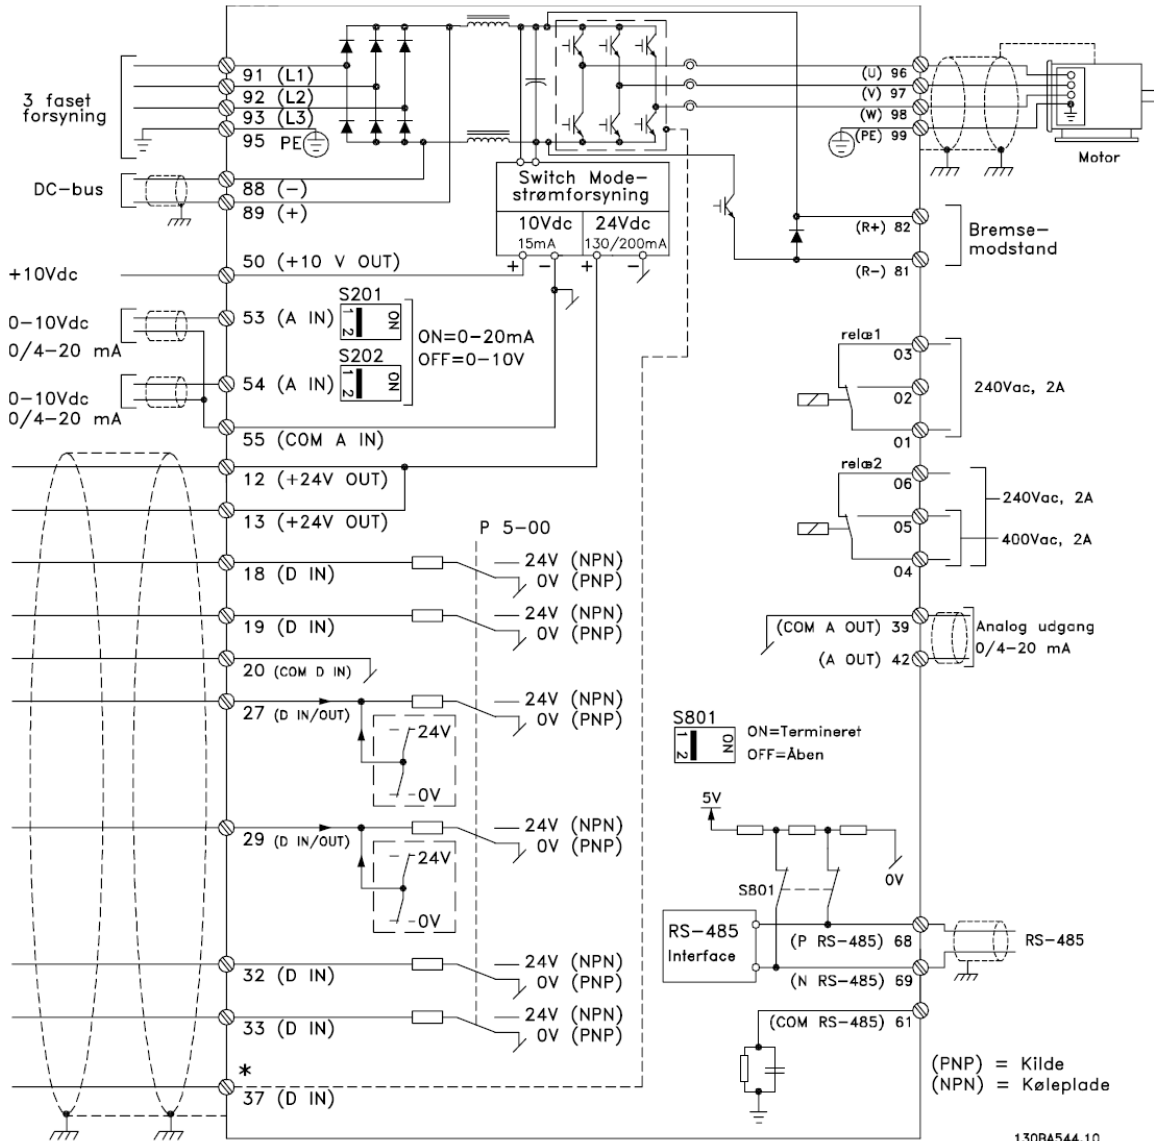 3 faset
forsyning
91 (L1)
92 (L2)
93 (L3)
95 PE
DC-bus
88 (-)
89 (+)
Switch Mode-
strømforsyning
10Vdc
15mA
24Vdc
130/200mA
+ - + -
(U) 96
(V) 97
(W) 98
(PE) 99
Motor
(R+) 82
(R-) 81
Bremse-
modstand
+10Vdc
50 (+10 V OUT)
0-10Vdc
0/4-20 mA
53 (A IN)
S201
1 2 ON
ON=0-20mA
OFF=0-10V
0-10Vdc
0/4-20 mA
54 (A IN)
S202
1 2 ON
55 (COM A IN)
12 (+24V OUT)
13 (+24V OUT)
relæ1
03
02
01
240Vac, 2A
relæ2
06
05
04
240Vac, 2A
400Vac, 2A
P 5-00
18 (D IN)
24V (NPN)
0V (PNP)
19 (D IN)
24V (NPN)
0V (PNP)
20 (COM D IN)
27 (D IN/OUT)
24V (NPN)
0V (PNP)
24V
0V
29 (D IN/OUT)
24V (NPN)
0V (PNP)
24V
0V
32 (D IN)
24V (NPN)
0V (PNP)
33 (D IN)
24V (NPN)
0V (PNP)
*
37 (D IN)
(COM A OUT) 39
(A OUT) 42
Analog udgang
0/4-20 mA
S801
1 2 ON
ON=Termineret
OFF=Åben
5V
0V
S801
RS-485
Interface
(P RS-485) 68
(N RS-485) 69
(COM RS-485) 61
RS-485
(PNP) = Kilde
(NPN) = Køleplade
130BA544.10